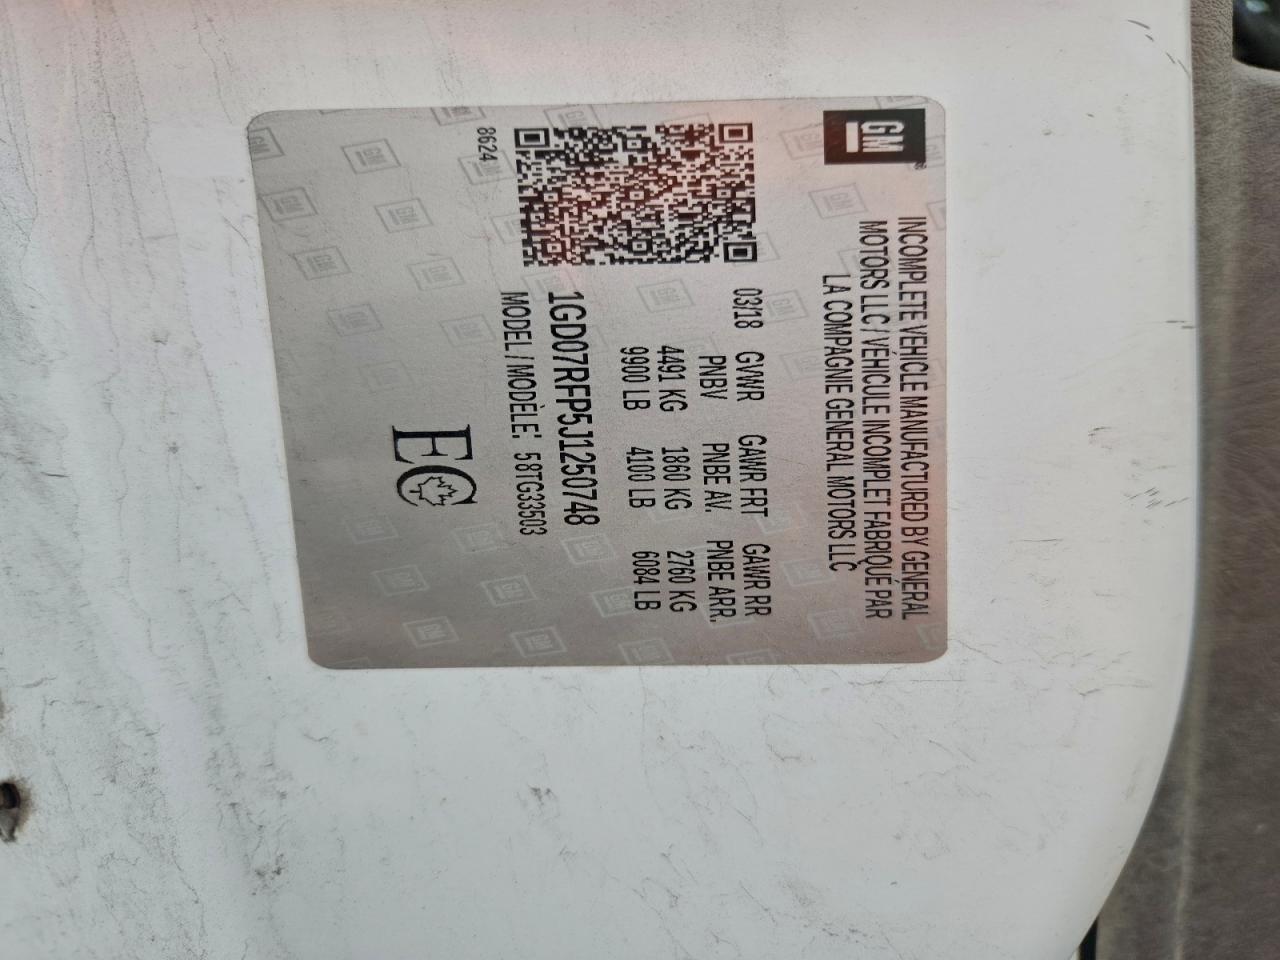 GM
INCOMPLETE VEHICLE MANUFACTURED BY GENERAL
MOTORS LLC / VÉHICULE INCOMPLET FABRIQUÉ PAR
LA COMPAGNIE GENERAL MOTORS LLC
03/18 GVWR GAWR FRT GAWR RR
PNBV PNBE AV. PNBE ARR.
4491 KG 1860 KG 2760 KG
9900 LB 4100 LB 6084 LB
1GD07RFP5J1250748
MODEL / MODÈLE: 58TG33503
8624
EC